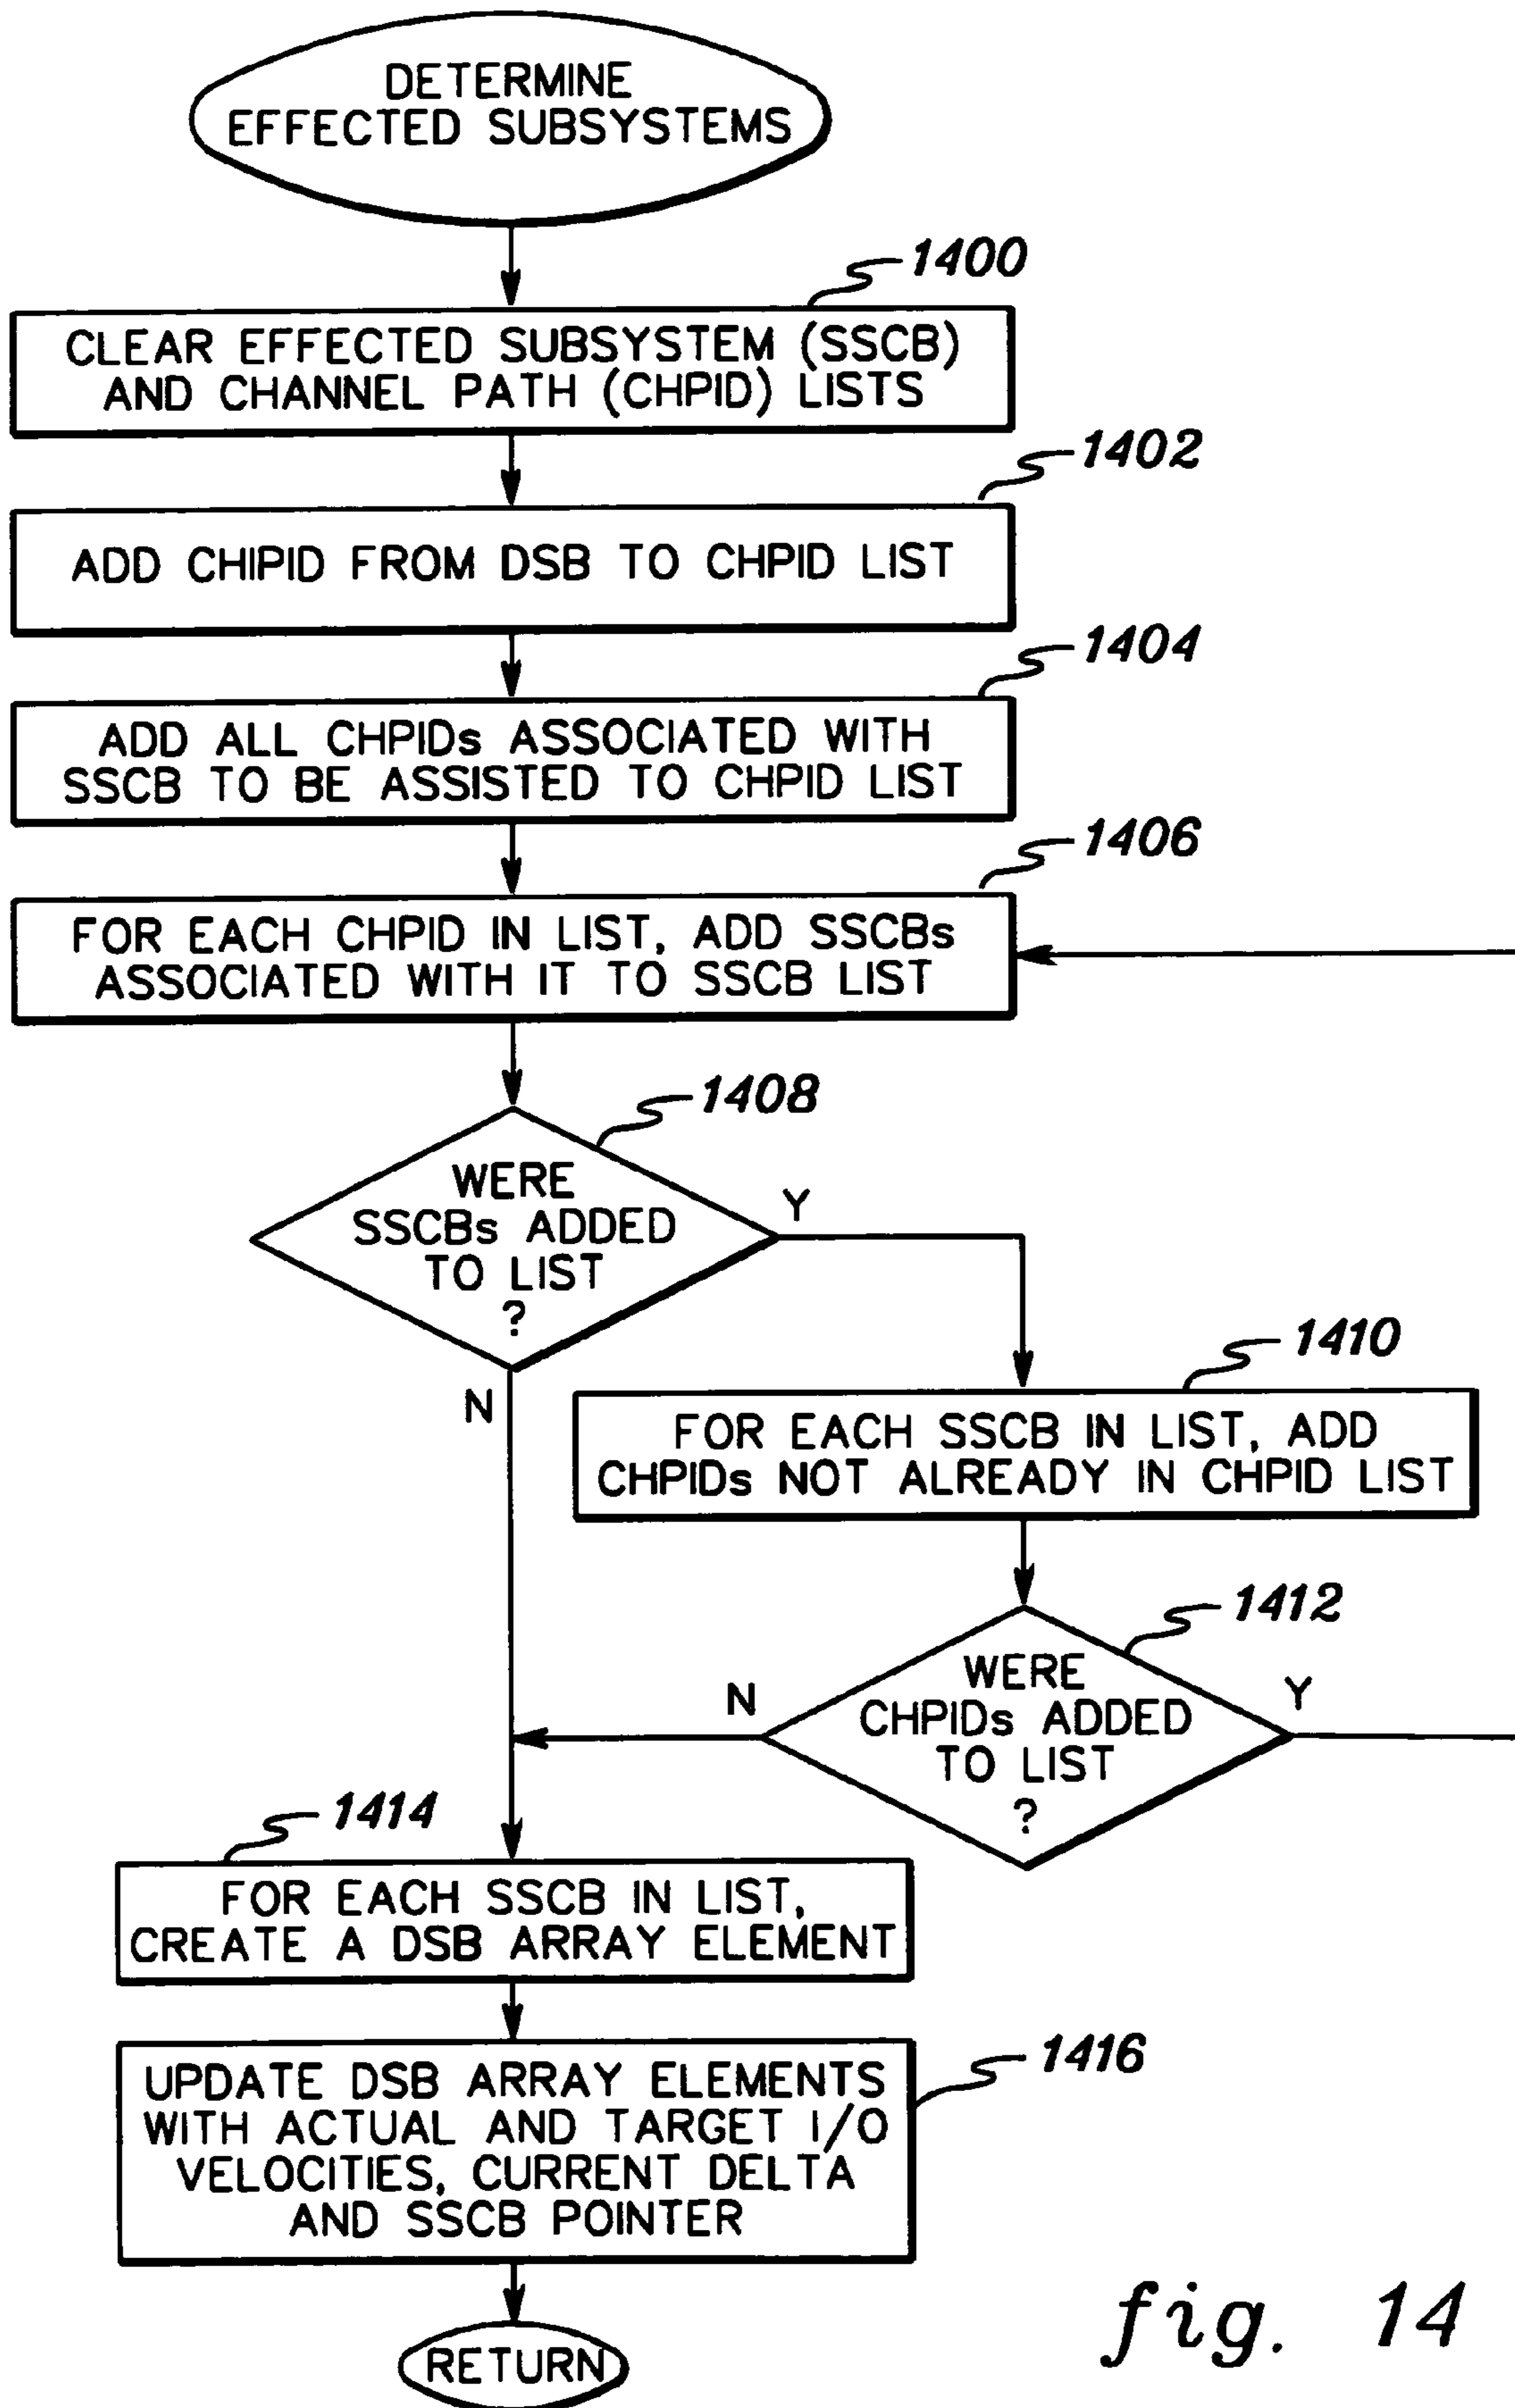 DETERMINE
EFFECTED SUBSYSTEMS
1400
CLEAR EFFECTED SUBSYSTEM (SSCB)
AND CHANNEL PATH (CHPID) LISTS
1402
ADD CHIPID FROM DSB TO CHPID LIST
1404
ADD ALL CHPIDs ASSOCIATED WITH
SSCB TO BE ASSISTED TO CHPID LIST
1406
FOR EACH CHPID IN LIST, ADD SSCBs
ASSOCIATED WITH IT TO SSCB LIST
1408
WERE
SSCBs ADDED
TO LIST
?
Y
N
1410
FOR EACH SSCB IN LIST, ADD
CHPIDs NOT ALREADY IN CHPID LIST
1412
WERE
CHPIDs ADDED
TO LIST
?
N
Y
1414
FOR EACH SSCB IN LIST,
CREATE A DSB ARRAY ELEMENT
1416
UPDATE DSB ARRAY ELEMENTS
WITH ACTUAL AND TARGET I/O
VELOCITIES, CURRENT DELTA
AND SSCB POINTER
RETURN
fig. 14